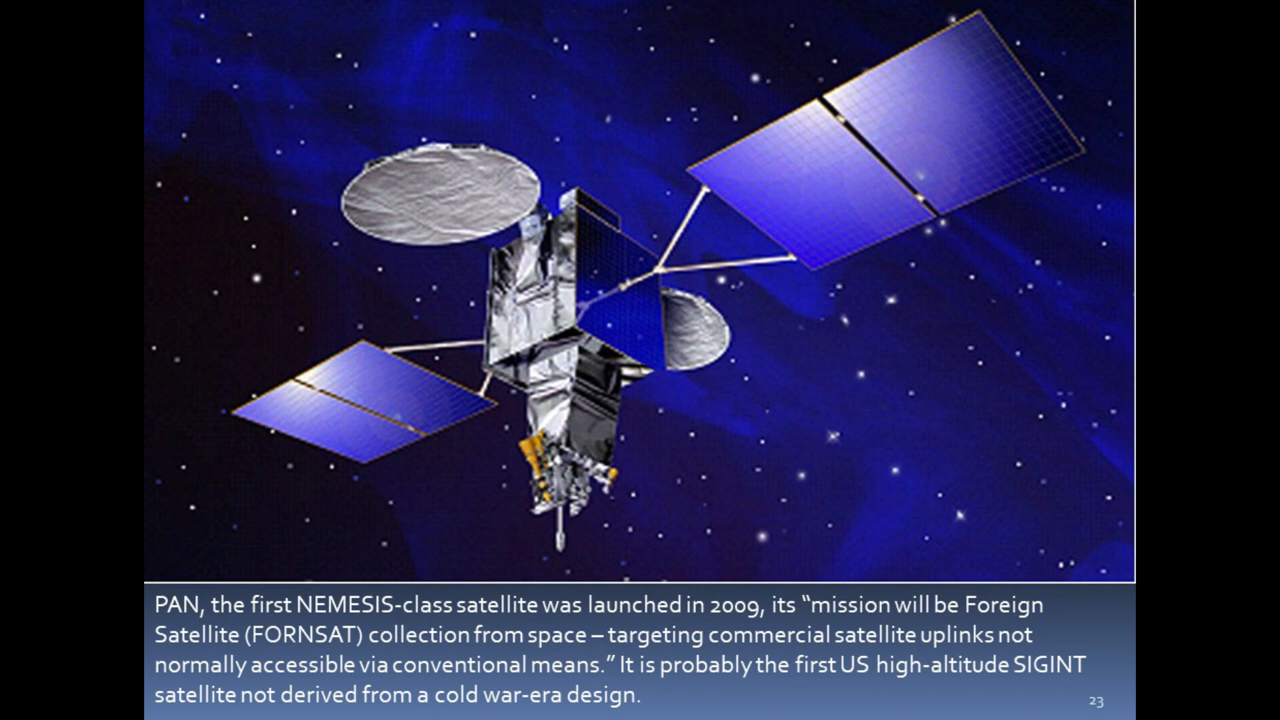 PAN, the first NEMESIS-class satellite was launched in 2009, its “mission will be Foreign
Satellite (FORNSAT) collection from space – targeting commercial satellite uplinks not
normally accessible via conventional means.” It is probably the first US high-altitude SIGINT
satellite not derived from a cold war-era design.
23